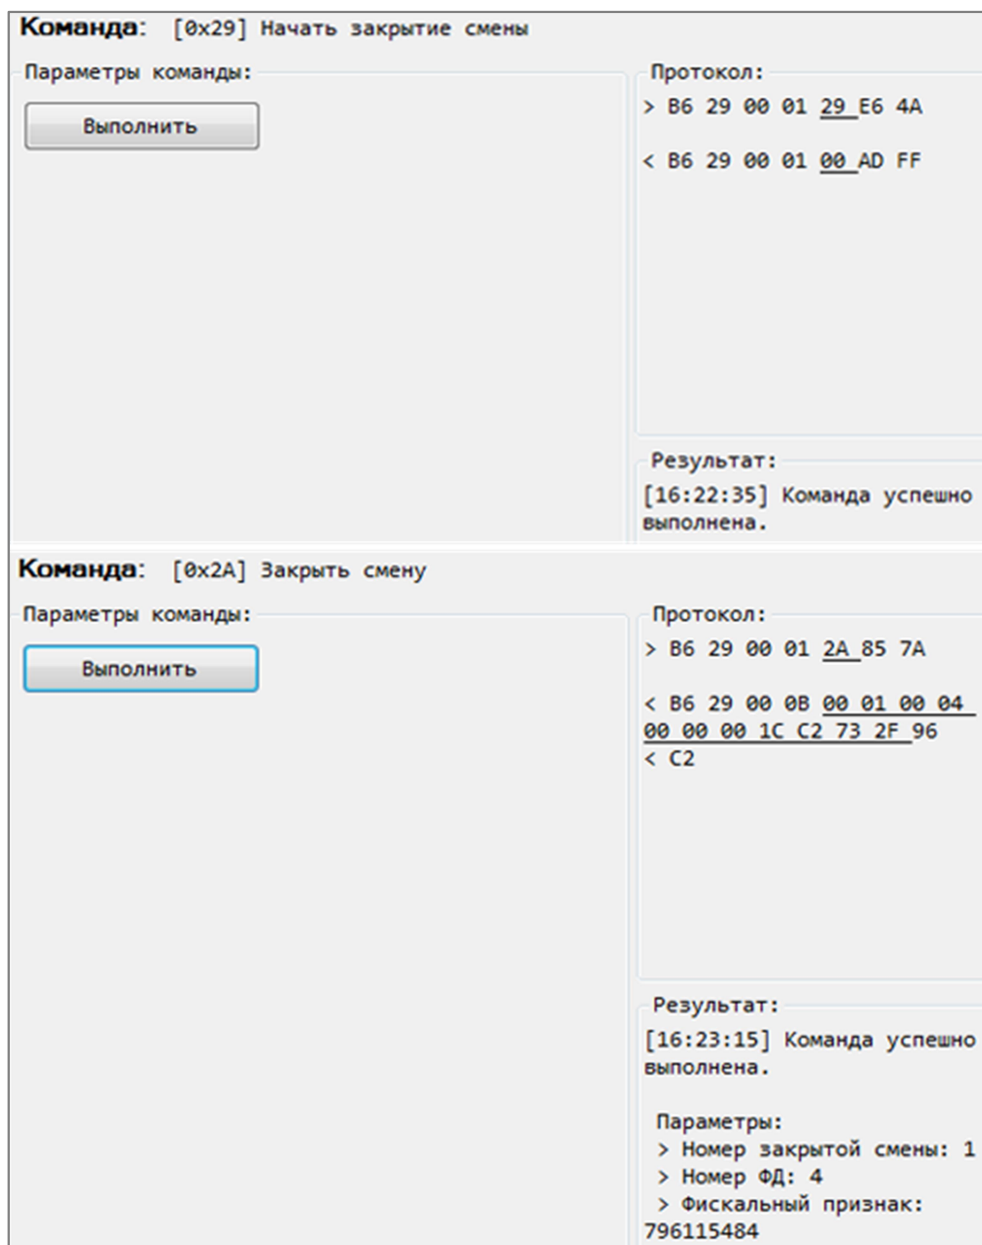 Команда: [0x29] Начать закрытие смены
Параметры команды:
Выполнить
Протокол:
> B6 29 00 01 29 E6 4A
< B6 29 00 01 00 AD FF
Результат:
[16:22:35] Команда успешно
выполнена.
Команда: [0x2A] Закрыть смену
Параметры команды:
Выполнить
Протокол:
> B6 29 00 01 2A 85 7A
< B6 29 00 0B 00 01 00 04
00 00 00 1C C2 73 2F 96
< C2
Результат:
[16:23:15] Команда успешно
выполнена.
Параметры:
> Номер закрытой смены: 1
> Номер ФД: 4
> Фискальный признак:
796115484